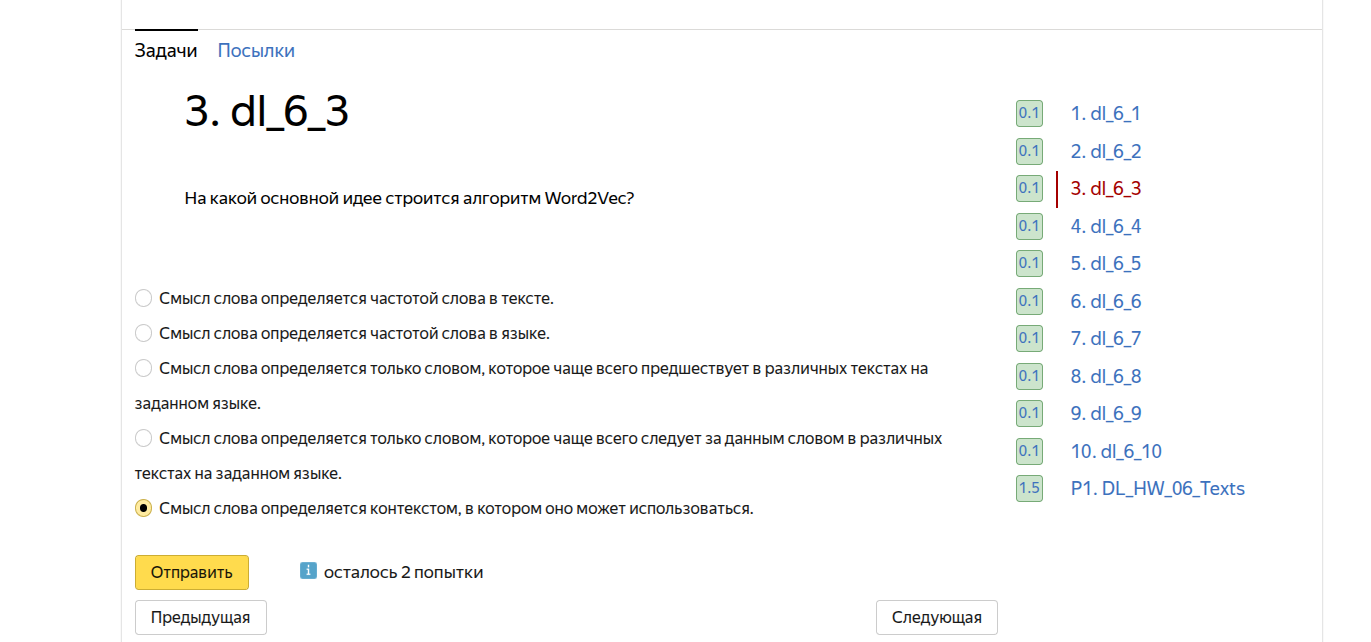 Задачи Посылки
3. dl_6_3
На какой основной идее строится алгоритм Word2Vec?
Смысл слова определяется частотой слова в тексте.
Смысл слова определяется частотой слова в языке.
Смысл слова определяется только словом, которое чаще всего предшествует в различных текстах на
заданном языке.
Смысл слова определяется только словом, которое чаще всего следует за данным словом в различных
текстах на заданном языке.
Смысл слова определяется контекстом, в котором оно может использоваться.
Отправить
i осталось 2 попытки
Предыдущая
Следующая
0.1 1. dl_6_1
0.1 2. dl_6_2
0.1 3. dl_6_3
0.1 4. dl_6_4
0.1 5. dl_6_5
0.1 6. dl_6_6
0.1 7. dl_6_7
0.1 8. dl_6_8
0.1 9. dl_6_9
0.1 10. dl_6_10
1.5 P1. DL_HW_06_Texts